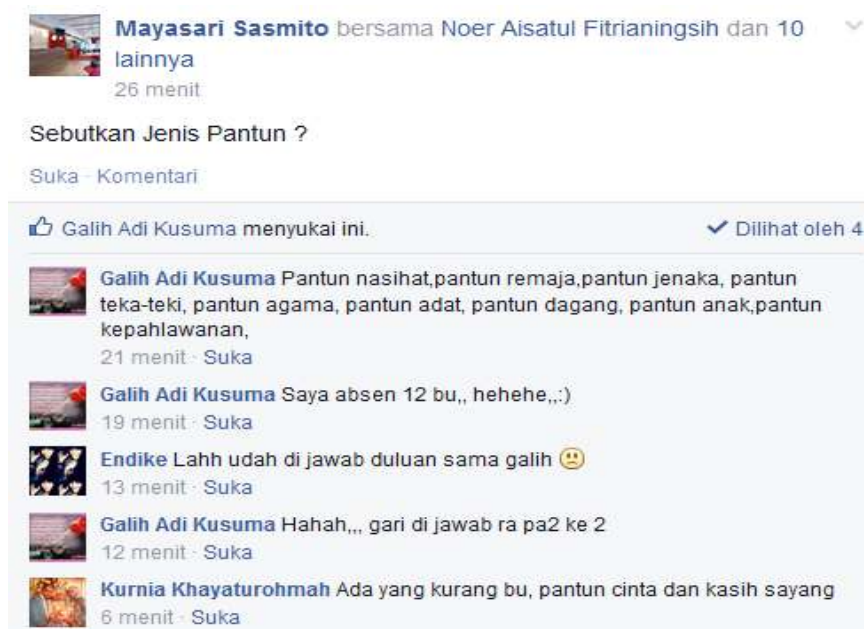 Mayasari Sasmito bersama Noer Aisatul Fitrianingsih dan 10
lainnya
26 menit
Sebutkan Jenis Pantun ?
Suka · Komentari
Galih Adi Kusuma menyukai ini.
Dilihat oleh 4
Galih Adi Kusuma Pantun nasihat,pantun remaja,pantun jenaka, pantun
teka-teki, pantun agama, pantun adat, pantun dagang, pantun anak,pantun
kepahlawanan,
21 menit · Suka
Galih Adi Kusuma Saya absen 12 bu,, hehehe,,:)
19 menit · Suka
Endike Lahh udah di jawab duluan sama galih
13 menit · Suka
Galih Adi Kusuma Hahah,,, gari di jawab ra pa2 ke 2
12 menit · Suka
Kurnia Khayaturohmah Ada yang kurang bu, pantun cinta dan kasih sayang
6 menit · Suka